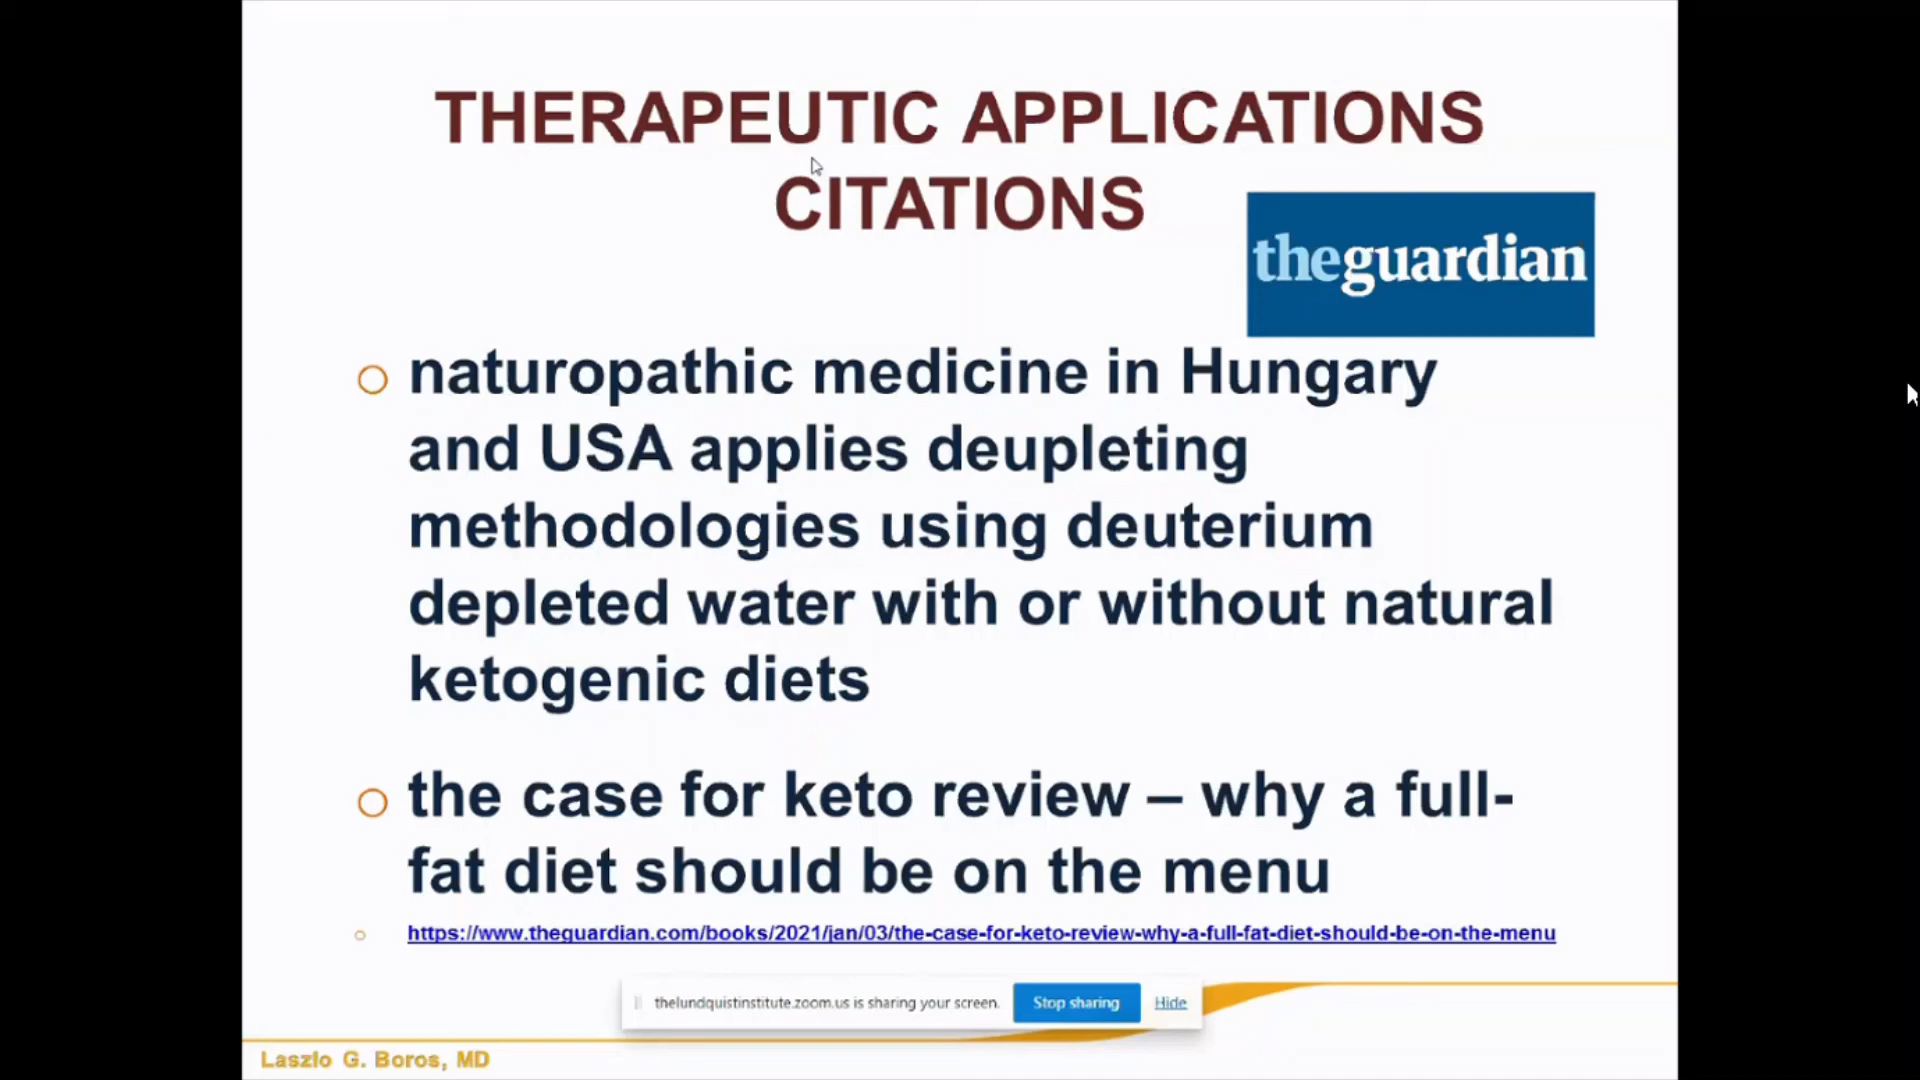 THERAPEUTIC APPLICATIONS
CITATIONS
theguardian
naturopathic medicine in Hungary
and USA applies deupleting
methodologies using deuterium
depleted water with or without natural
ketogenic diets
the case for keto review – why a full-
fat diet should be on the menu
https://www.theguardian.com/books/2021/jan/03/the-case-for-keto-review-why-a-full-fat-diet-should-be-on-the-menu
thelundquistinstitute.zoom.us is sharing your screen. Stop sharing Hide
Laszlo G. Boros, MD